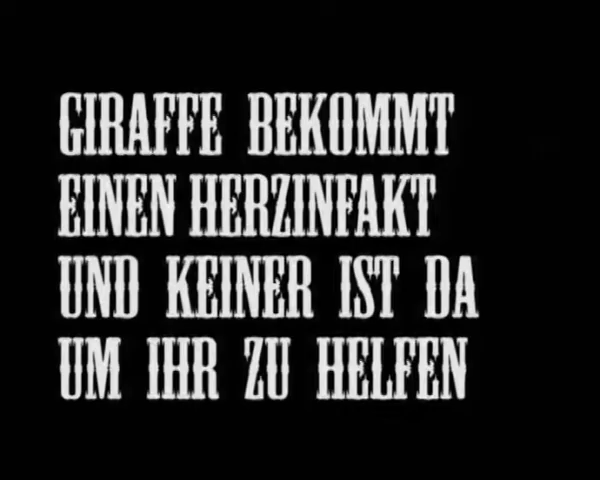 GIRAFFE BEKOMMT
EINEN HERZINFAKT
UND KEINER IST DA
UM IHR ZU HELFEN